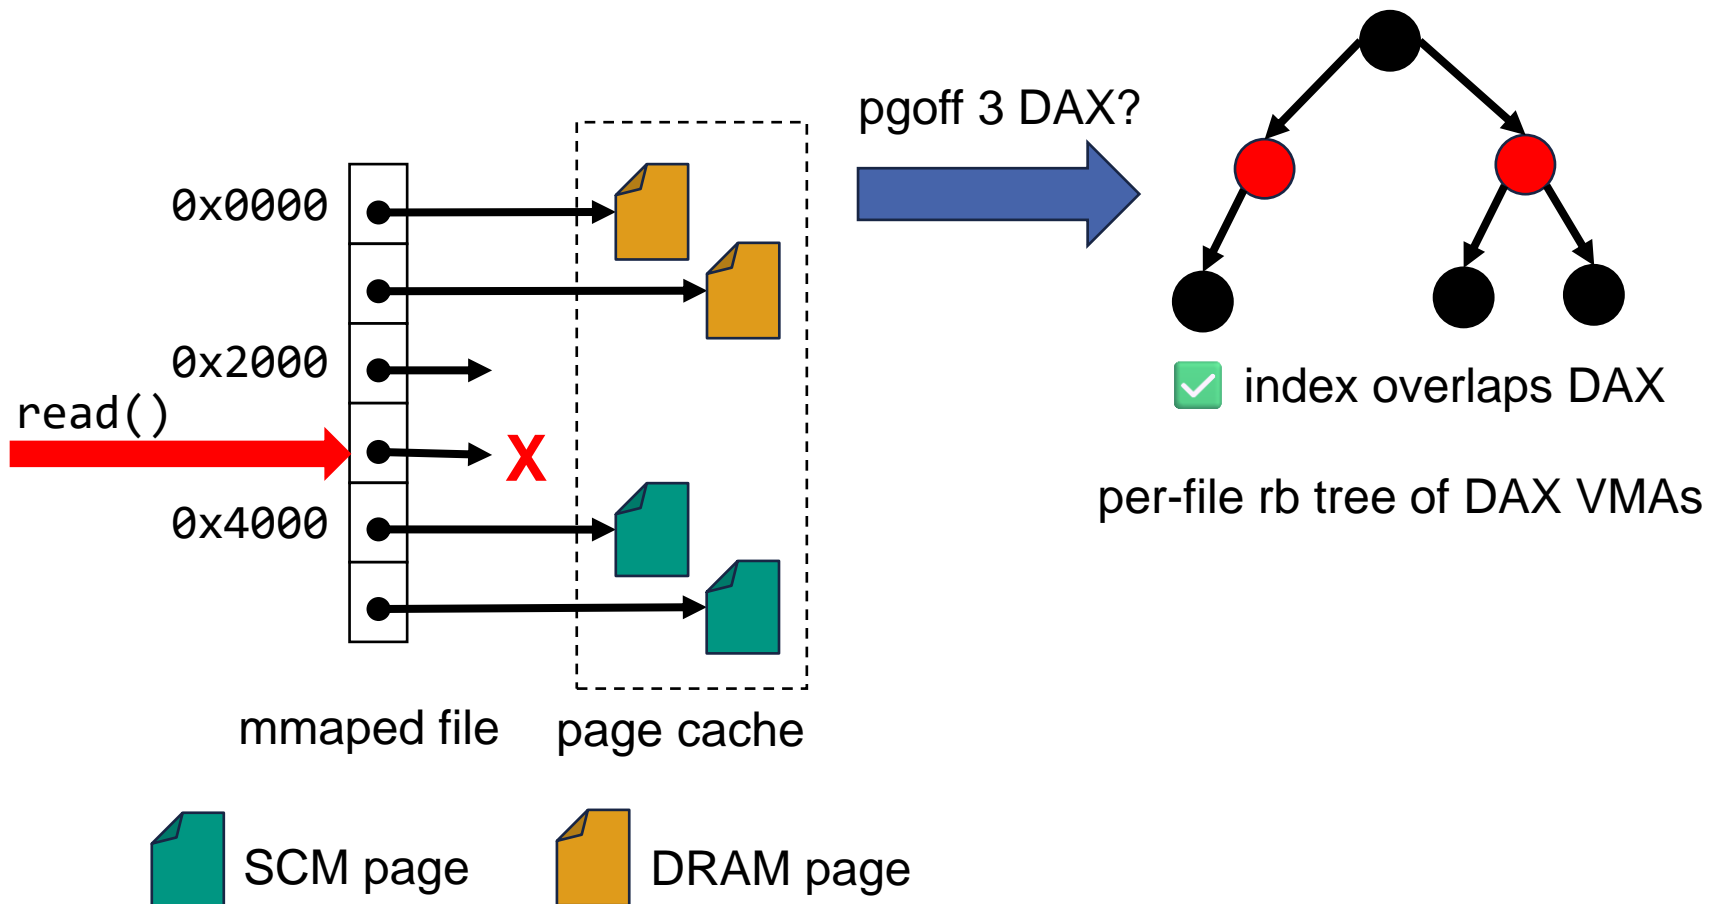 pgoff 3 DAX?
0x0000
0x2000
read()
X
0x4000
index overlaps DAX
per-file rb tree of DAX VMAs
mmaped file
page cache
SCM page
DRAM page